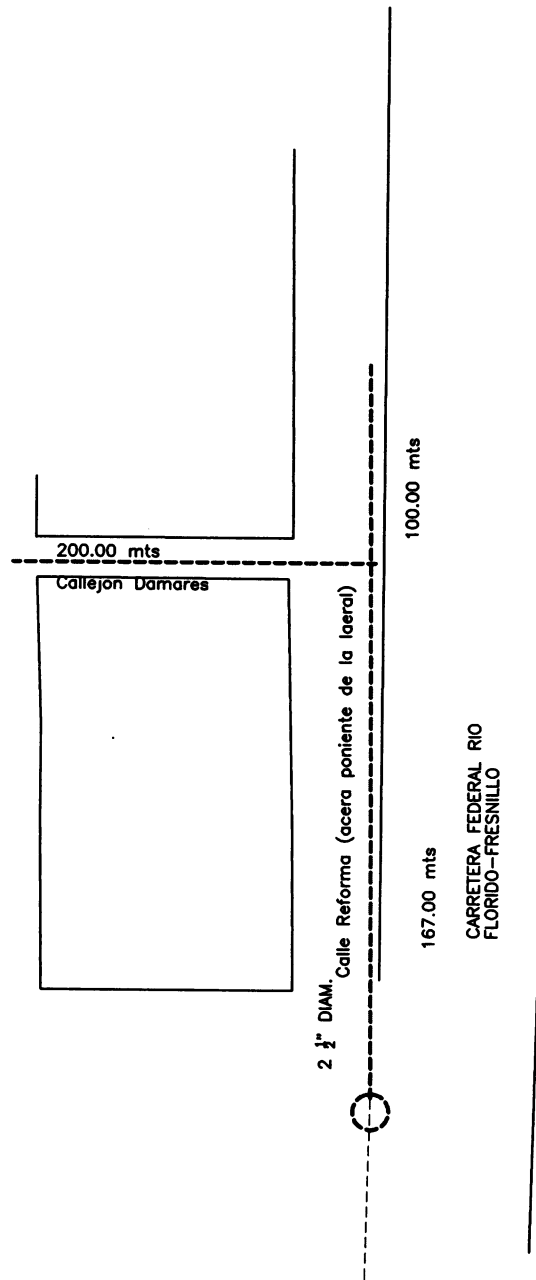 100.00 mts
200.00 mts
Callejon Damares
Calle Reforma (acera poniente de la laeral)
167.00 mts
CARRETERA FEDERAL RIO
FLORIDO-FRESNILLO
2 ½" DIAM.